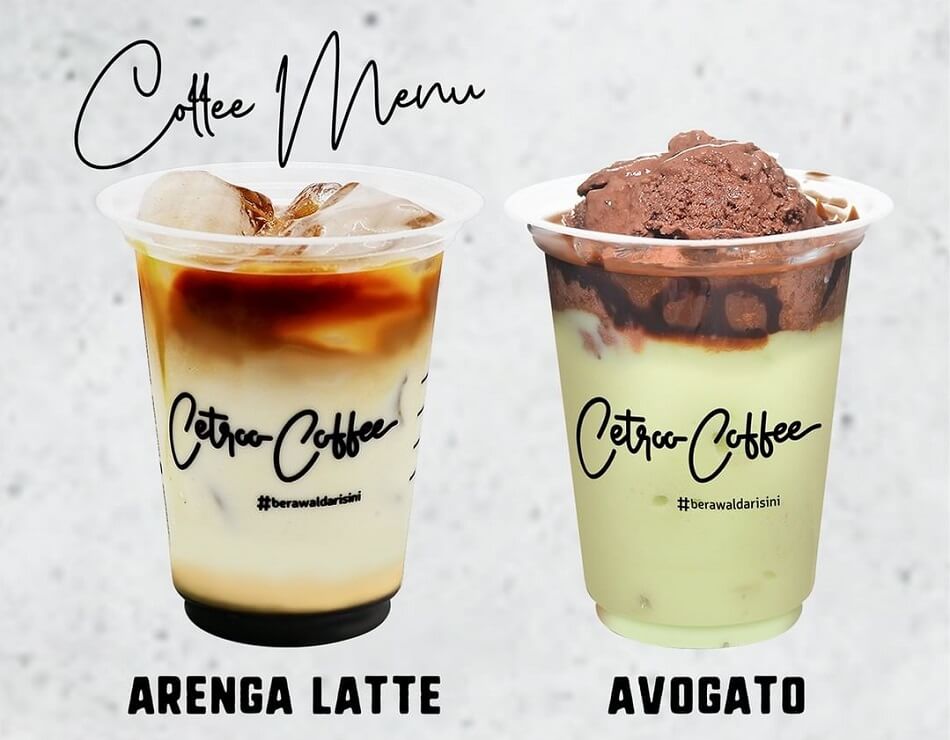 Coffee Menu
Cetroo Coffee
#berawaldarisini
Cetroo Coffee
#berawaldarisini
ARENGA LATTE
AVOGATO